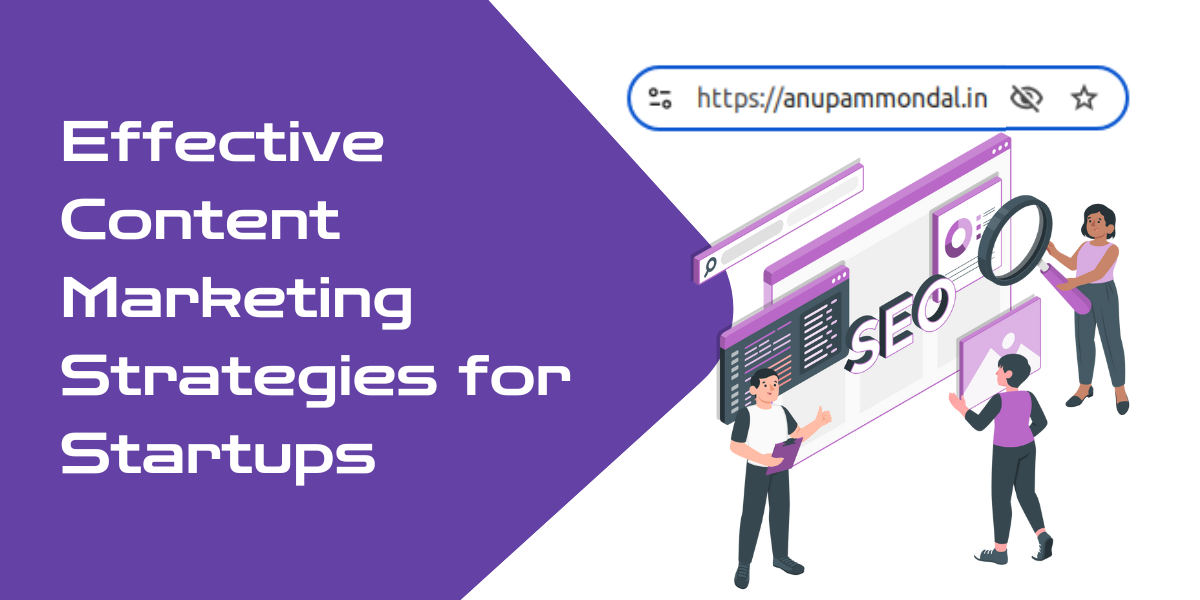 Effective
Content
Marketing
Strategies for
Startups
https://anupammondal.in
SEO